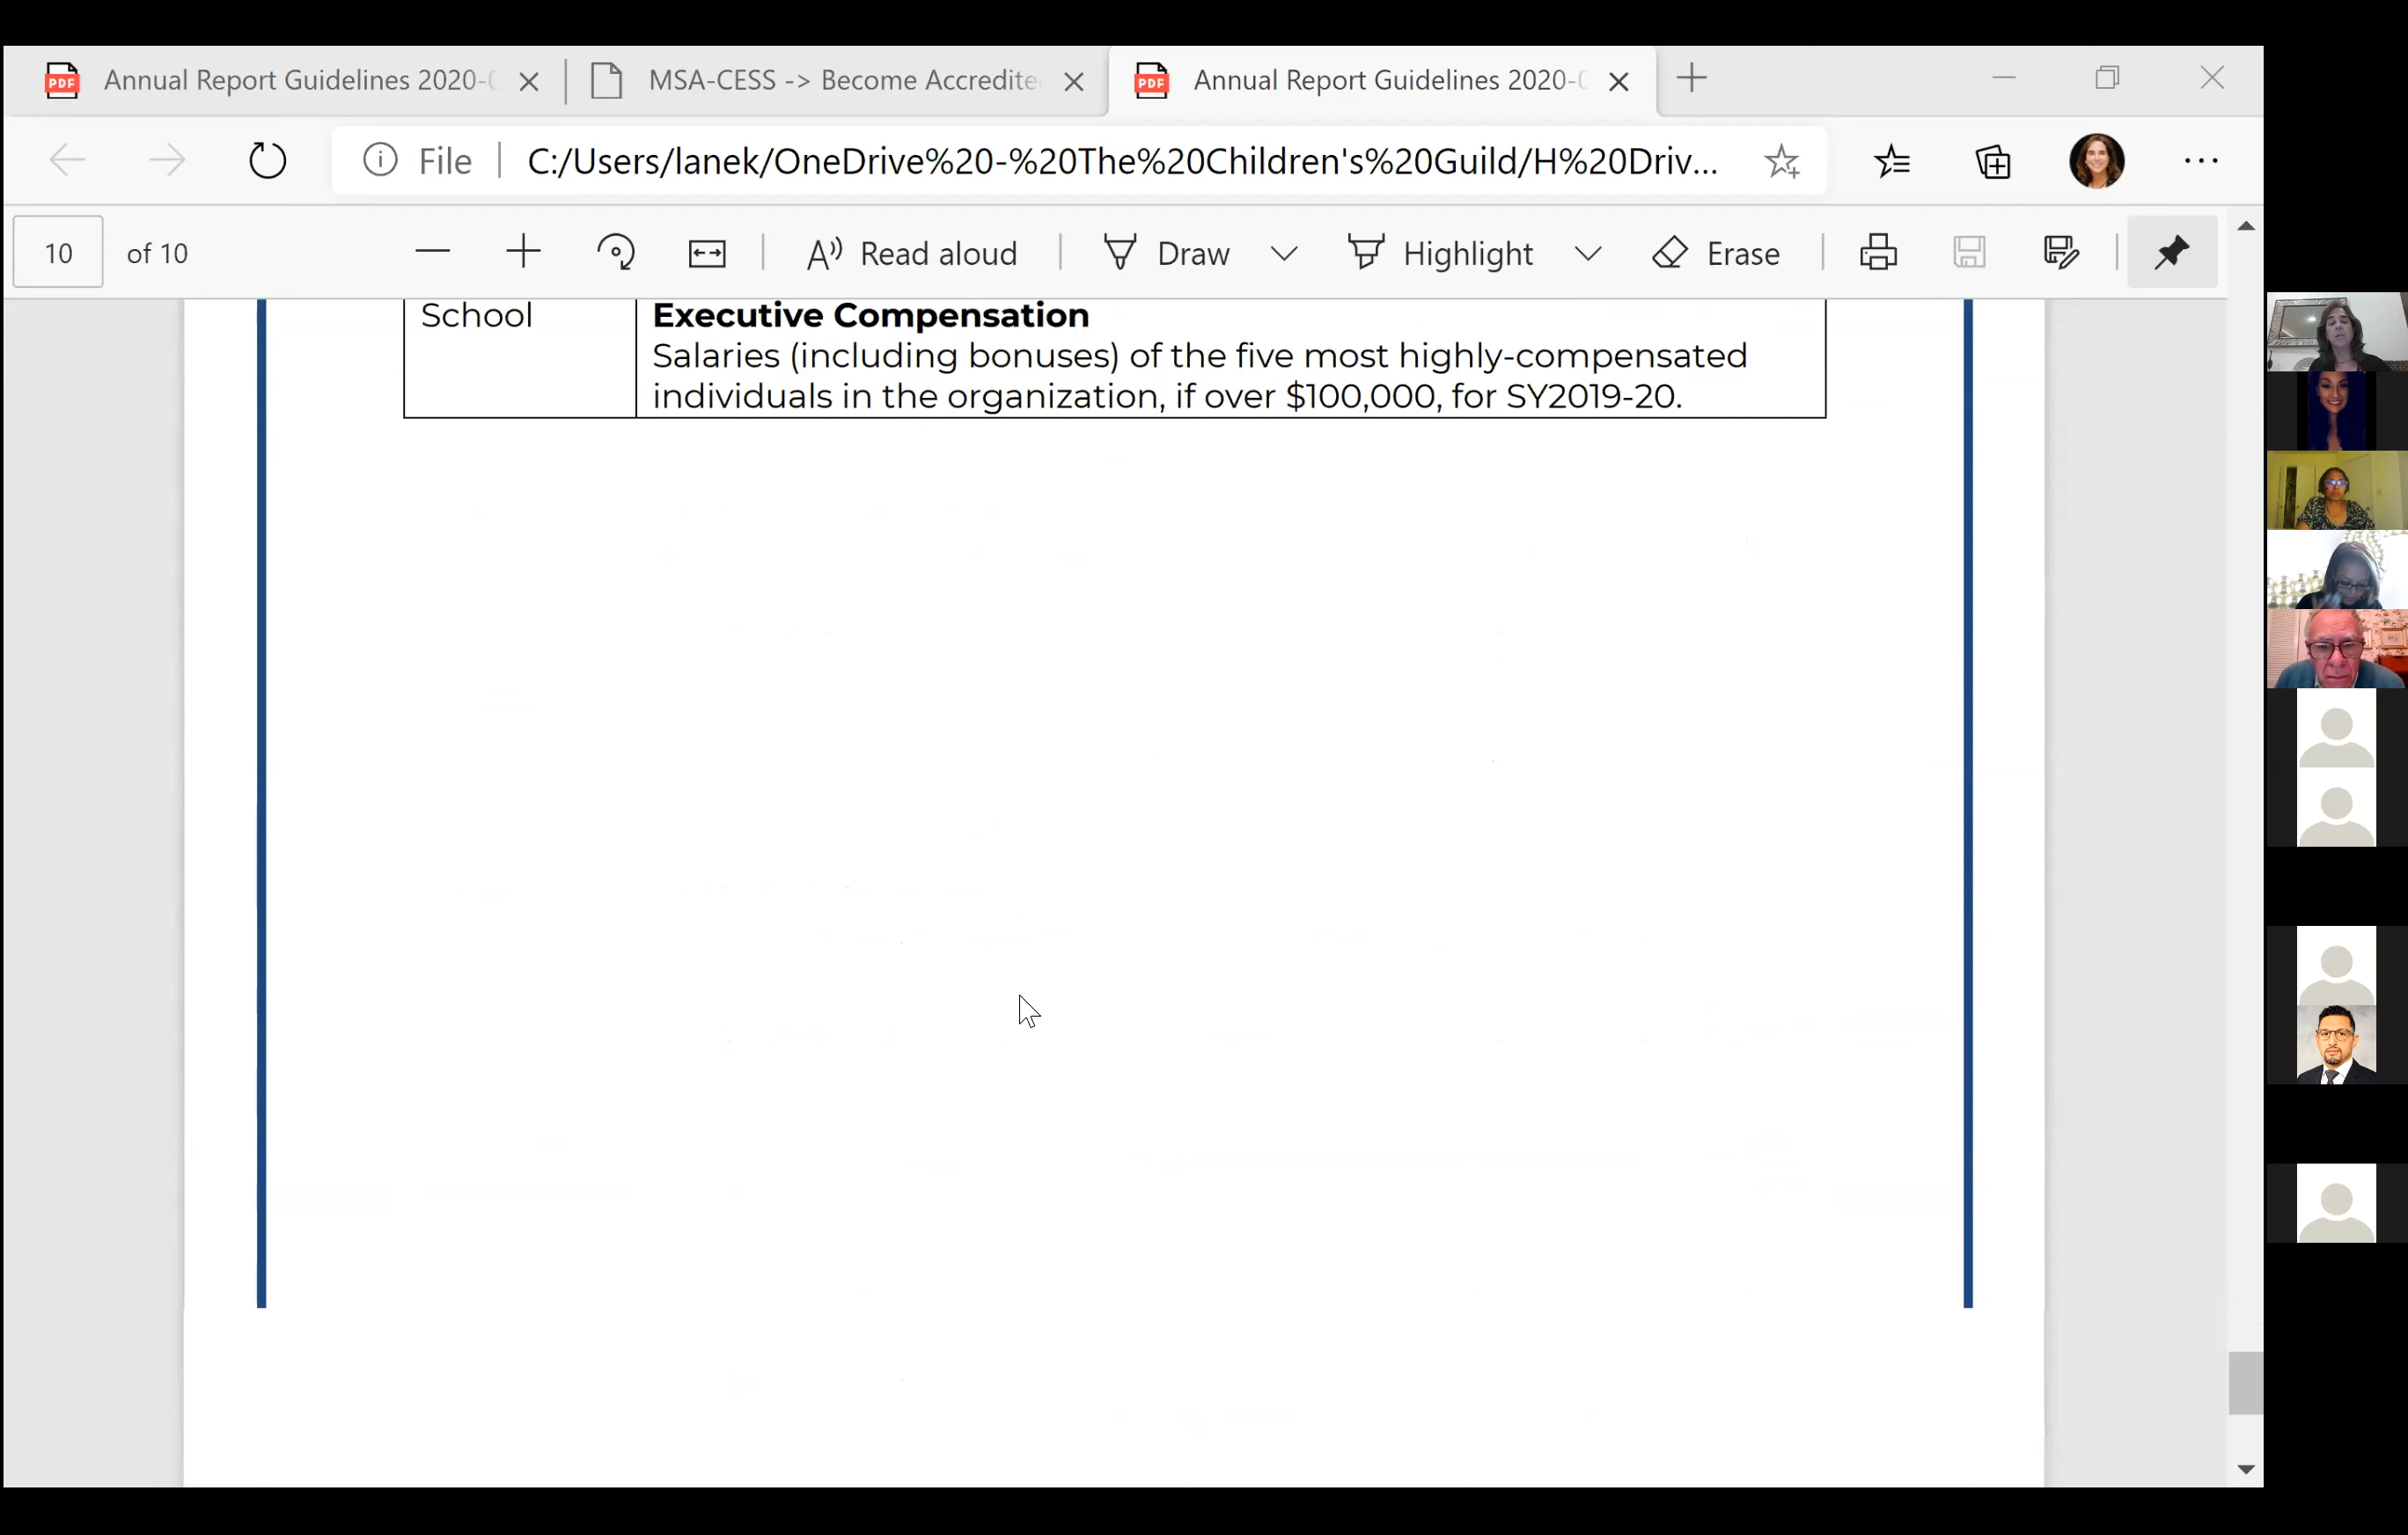 Annual Report Guidelines 2020-
MSA-CESS -> Become Accredite
Annual Report Guidelines 2020-
File
C:/Users/lanek/OneDrive%20-%20The%20Children's%20Guild/H%20Driv...
10 of 10
Read aloud
Draw
Highlight
Erase
School
Executive Compensation
Salaries (including bonuses) of the five most highly-compensated
individuals in the organization, if over $100,000, for SY2019-20.